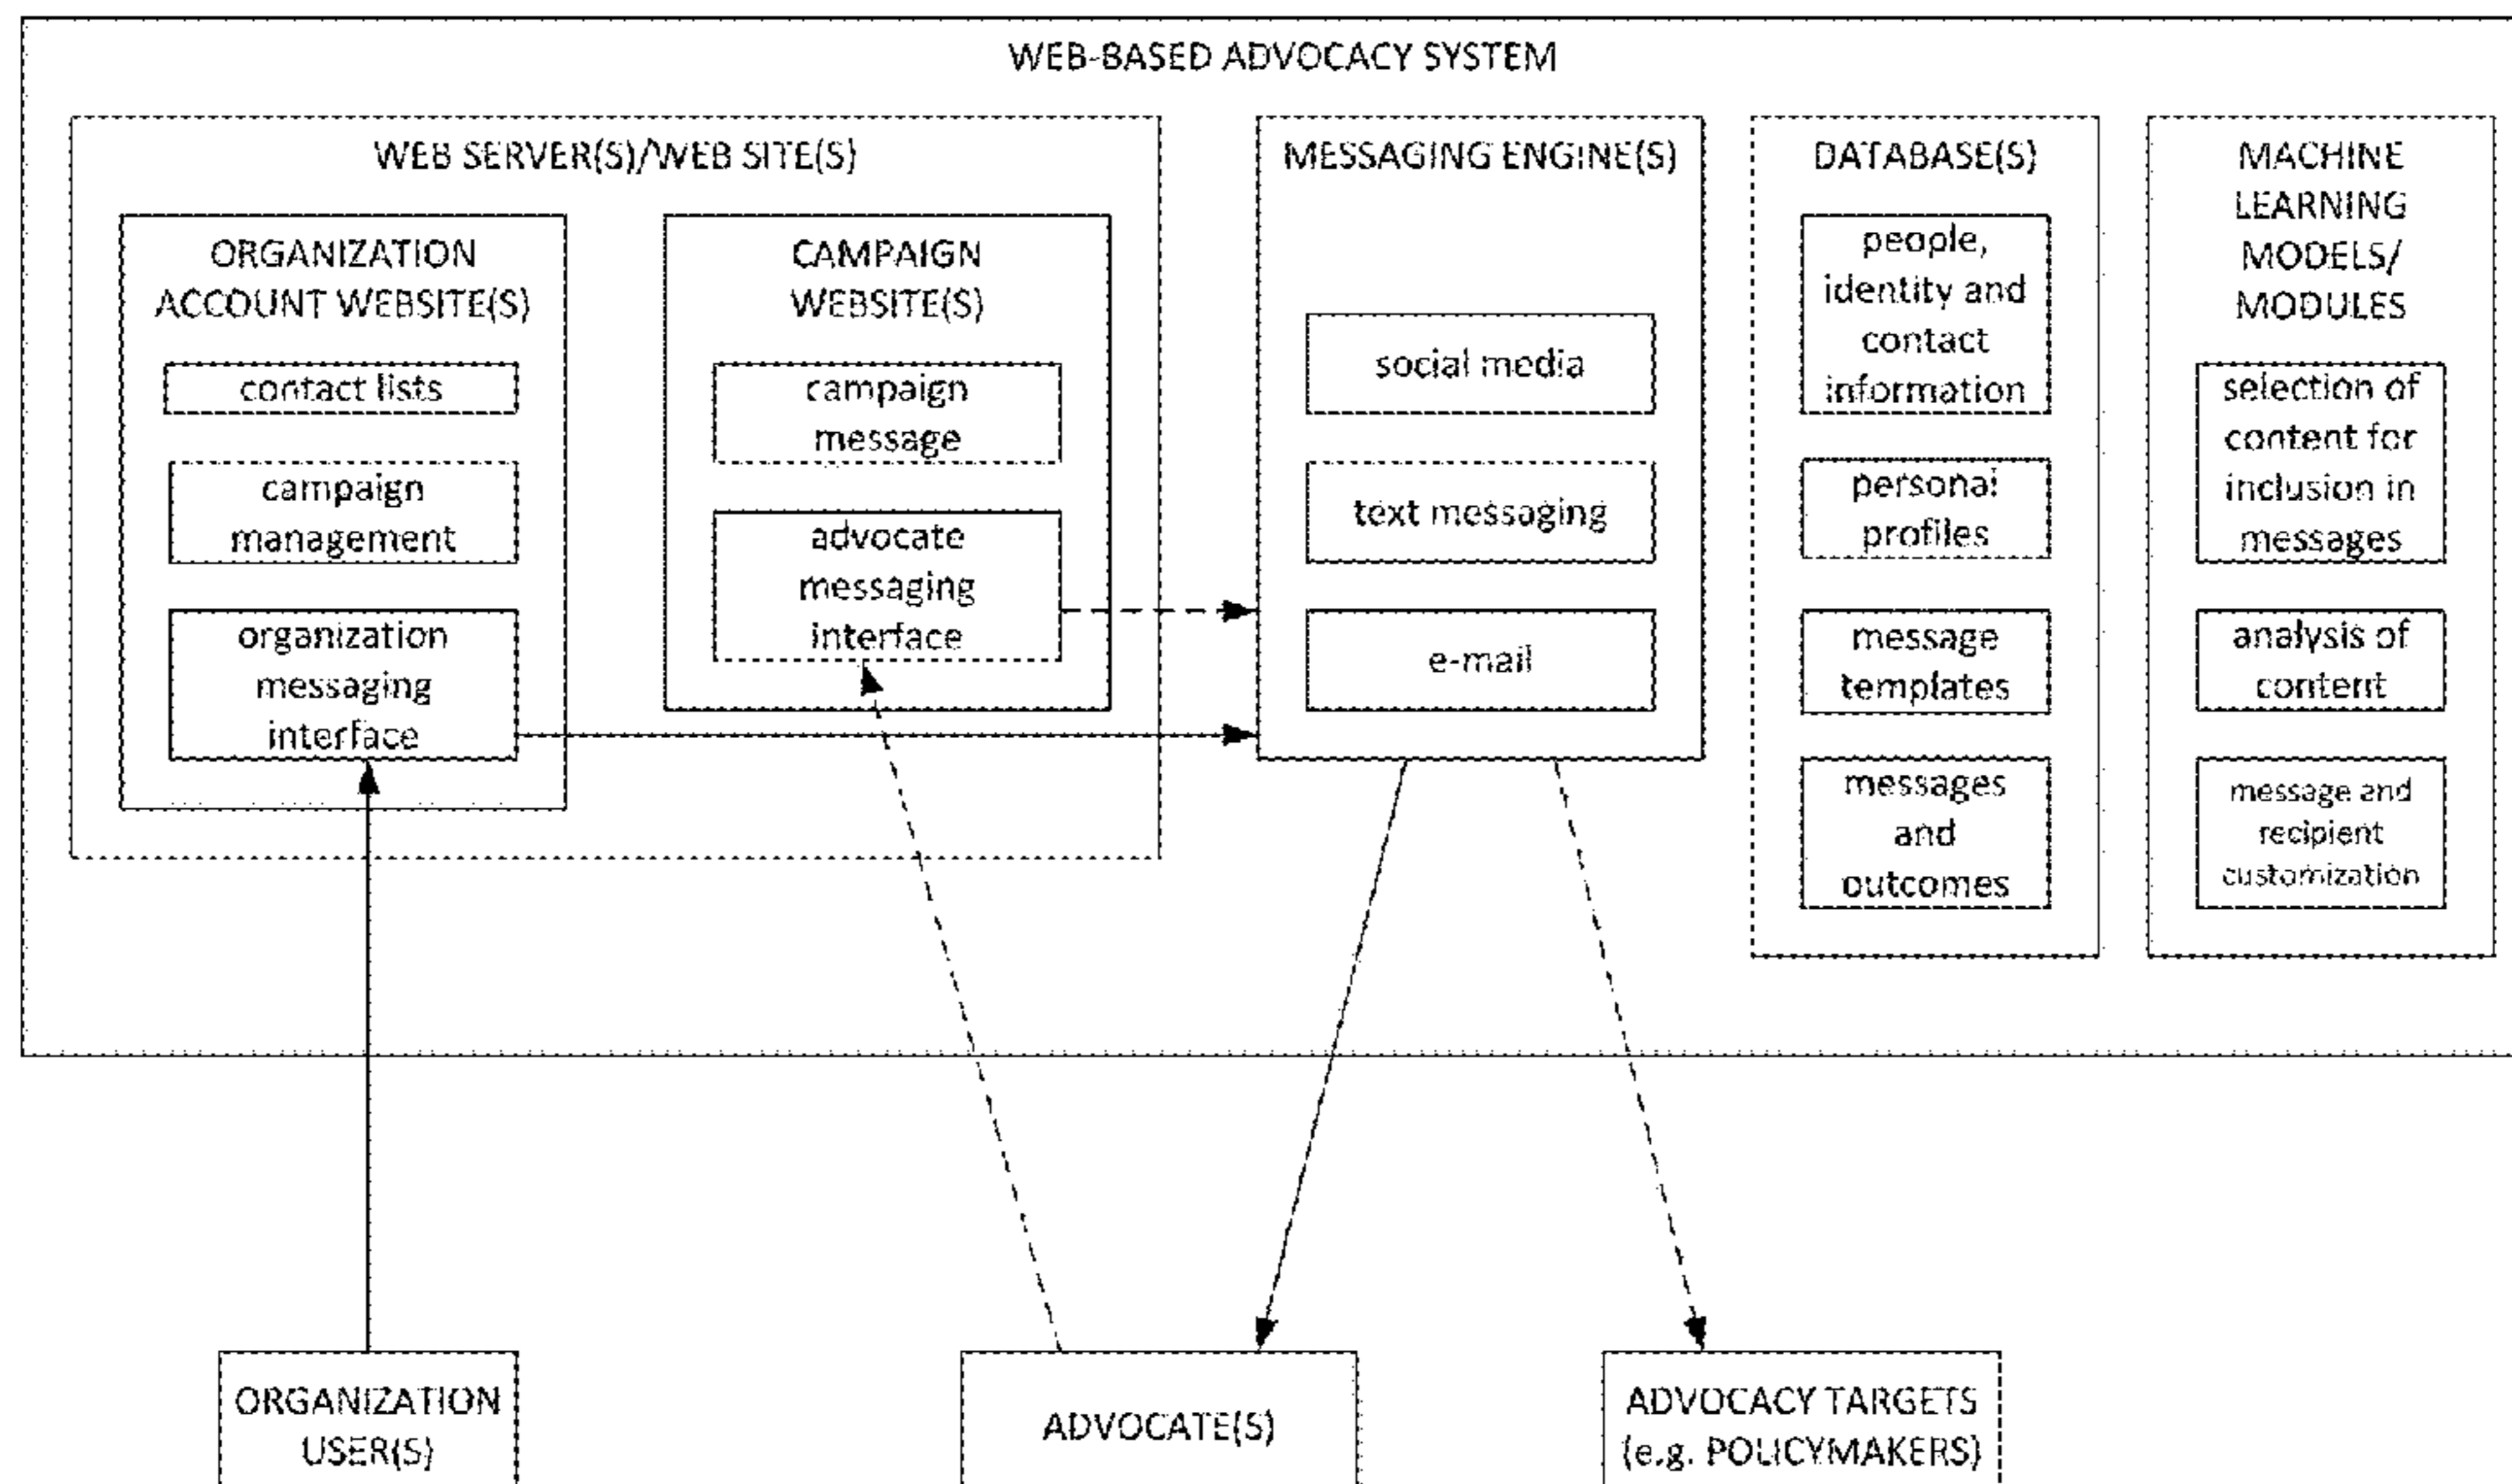 WEB-BASED ADVOCACY SYSTEM
WEB SERVER(S)/WEB SITE(S)
ORGANIZATION
ACCOUNT WEBSITE(S)
contact lists
campaign
management
organization
messaging
interface
CAMPAIGN
WEBSITE(S)
campaign
message
advocate
messaging
interface
MESSAGING ENGINE(S)
social media
text messaging
e-mail
DATABASE(S)
people,
identity and
contact
information
personal
profiles
message
templates
messages
and
outcomes
MACHINE
LEARNING
MODELS/
MODULES
selection of
content for
inclusion in
messages
analysis of
content
message and
recipient
customization
ORGANIZATION
USER(S)
ADVOCATE(S)
ADVOCACY TARGETS
(e.g. POLICYMAKERS)